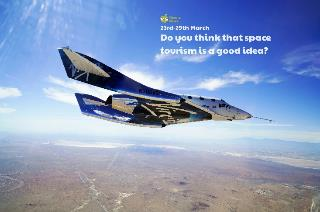 23rd-29th March
Do you think that space
tourism is a good idea?